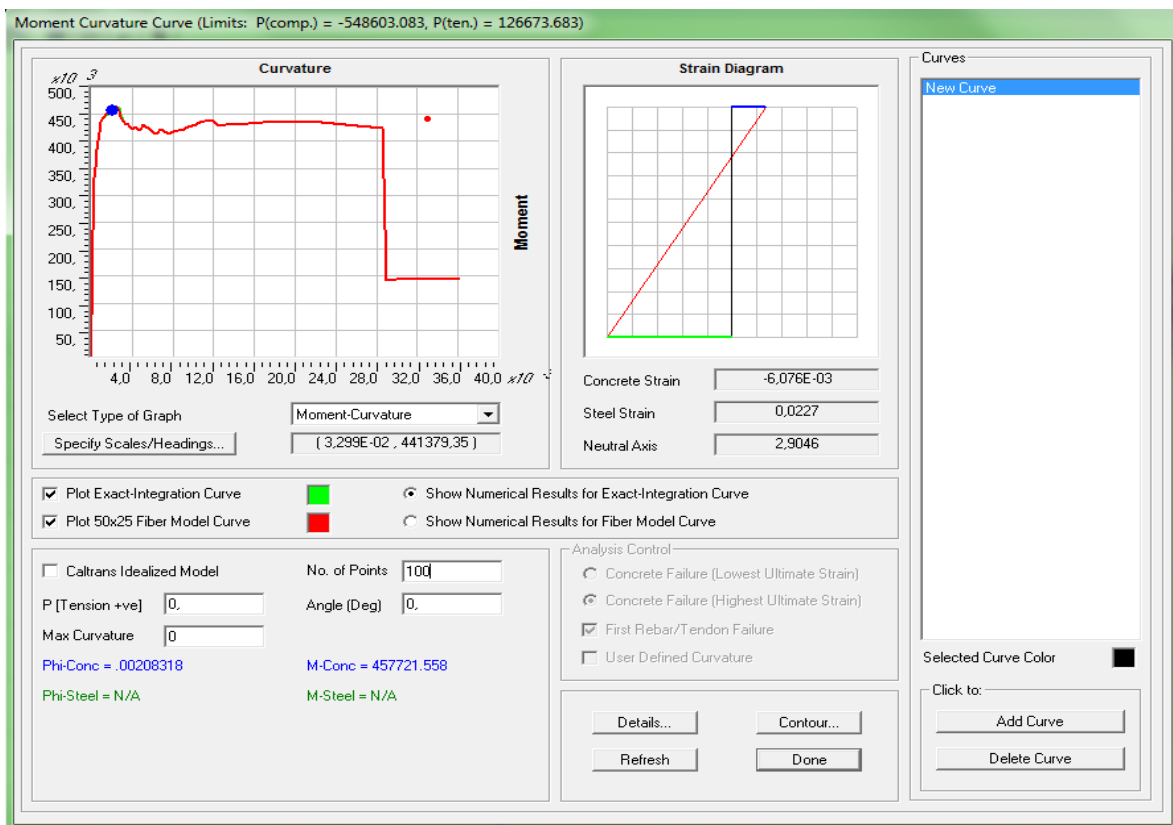 Moment Curvature Curve (Limits: P(comp.) = -548603.083, P(ten.) = 126673.683)
Curvature
x10 3
500,
450,
400,
350,
300,
250,
200,
150,
100,
50,
4,0 8,0 12,0 16,0 20,0 24,0 28,0 32,0 36,0 40,0 x10 -3
Moment
Select Type of Graph
Moment-Curvature
Specify Scales/Headings...
( 3,299E-02 , 441379,35 )
Strain Diagram
Concrete Strain -6,076E-03
Steel Strain 0,0227
Neutral Axis 2,9046
Plot Exact-Integration Curve
Show Numerical Results for Exact-Integration Curve
Plot 50x25 Fiber Model Curve
Show Numerical Results for Fiber Model Curve
Caltrans Idealized Model
No. of Points 100
P [Tension +ve] 0,
Angle (Deg) 0,
Max Curvature 0
Phi-Conc = .00208318
M-Conc = 457721.558
Phi-Steel = N/A
M-Steel = N/A
Analysis Control
Concrete Failure (Lowest Ultimate Strain)
Concrete Failure (Highest Ultimate Strain)
First Rebar/Tendon Failure
User Defined Curvature
Details...
Contour...
Refresh
Done
Curves
New Curve
Selected Curve Color
Click to:
Add Curve
Delete Curve